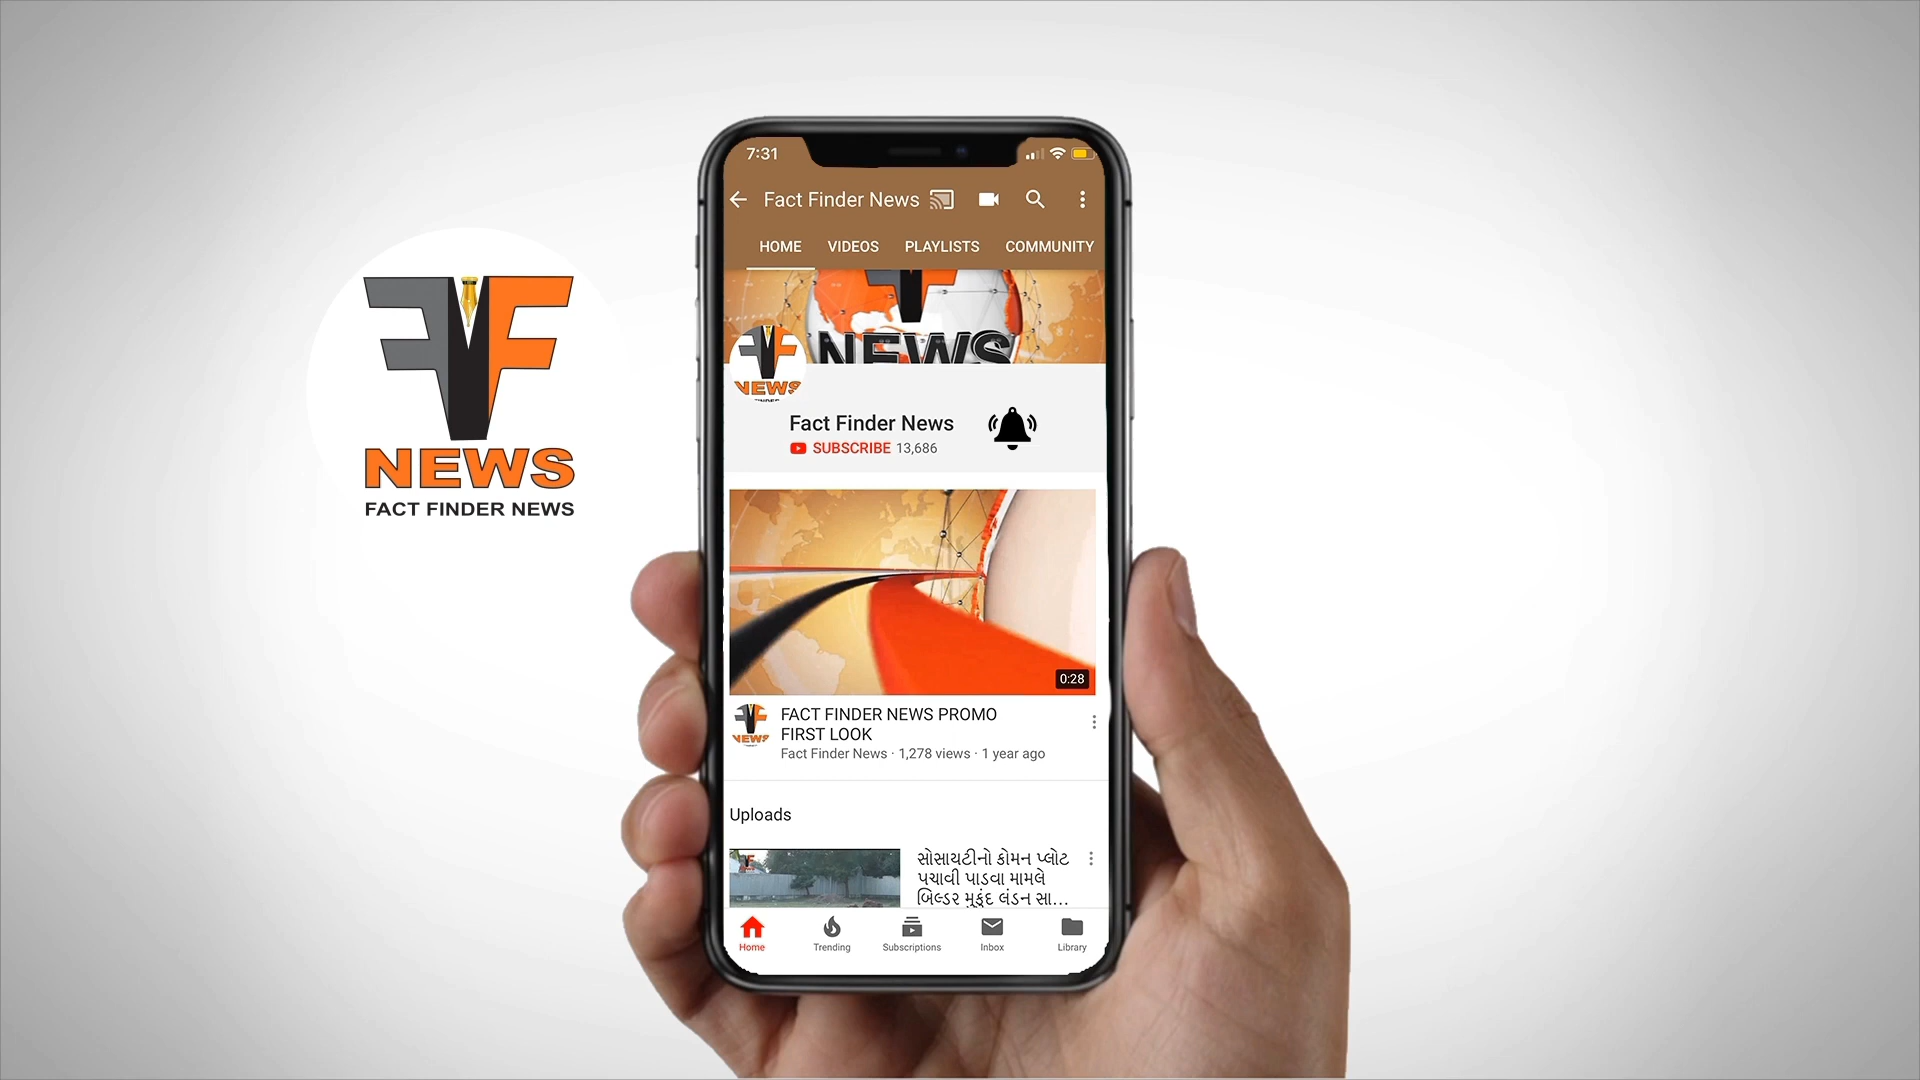 NEWS
FACT FINDER NEWS
7:31
Fact Finder News
HOME VIDEOS PLAYLISTS COMMUNITY
NEWS
NEWS
Fact Finder News
SUBSCRIBE 13,686
0:28
FACT FINDER NEWS PROMO
FIRST LOOK
NEWS
Fact Finder News · 1,278 views · 1 year ago
Uploads
સોસાયટીનો કોમન પ્લોટ
પચાવી પાડવા મામલે
બિલ્ડર મુકુંદ લંડન સા...
Home Trending Subscriptions Inbox Library